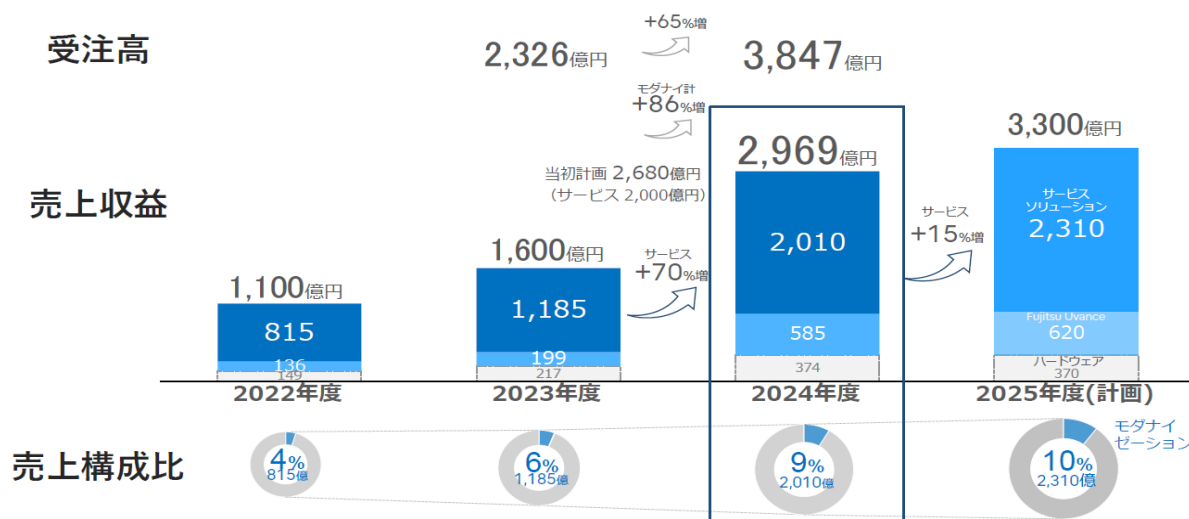 受注高
2,326億円
+65%増
3,847億円
モダナイ計
+86%増
売上収益
当初計画 2,680億円
（サービス 2,000億円）
1,100億円
815
136
149
1,600億円
1,185
199
217
サービス
+70%増
2,969億円
2,010
585
374
サービス
+15%増
3,300億円
サービス
ソリューション
2,310
Fujitsu Uvance
620
ハードウェア
370
2022年度
2023年度
2024年度
2025年度(計画)
売上構成比
4%
815億
6%
1,185億
9%
2,010億
10%
2,310億
モダナイ
ゼーション